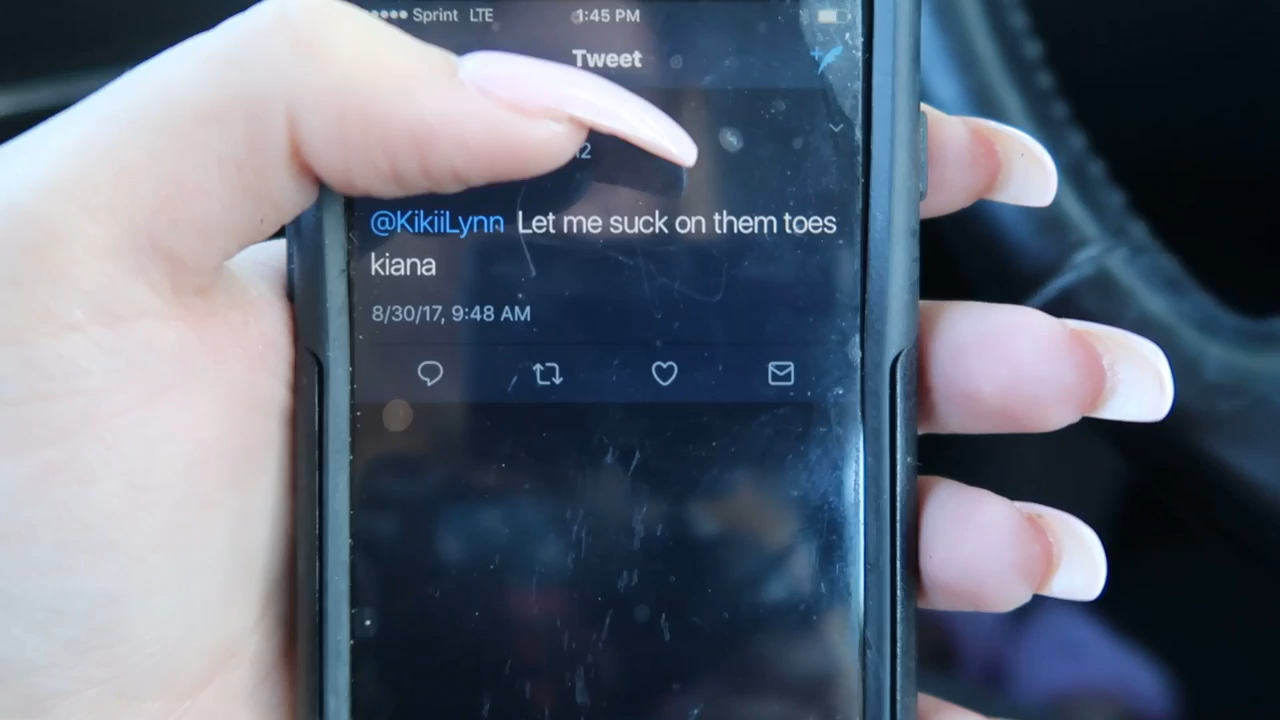 Sprint LTE 1:45 PM
Tweet
@KikiiLynn Let me suck on them toes
kiana
8/30/17, 9:48 AM